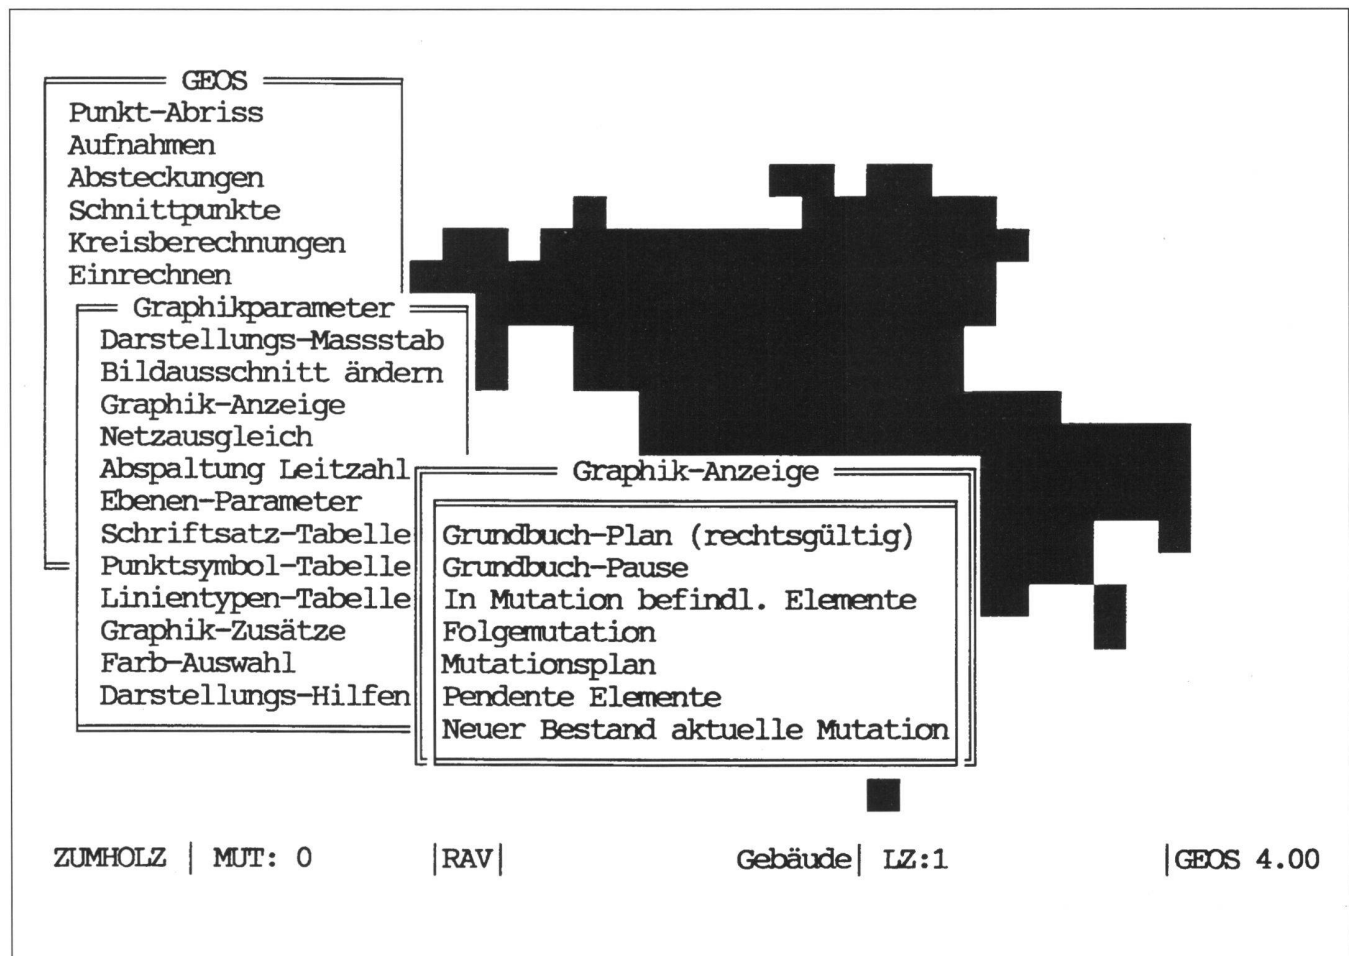 GEOS
Punkt-Abriss
Aufnahmen
Absteckungen
Schnittpunkte
Kreisberechnungen
Einrechnen
Graphikparameter
Darstellungs-Massstab
Bildausschnitt ändern
Graphik-Anzeige
Netzausgleich
Abspaltung Leitzahl
Ebenen-Parameter
Schriftsatz-Tabelle
Punktsymbol-Tabelle
Linientypen-Tabelle
Graphik-Zusätze
Farb-Auswahl
Darstellungs-Hilfen
Graphik-Anzeige
Grundbuch-Plan (rechtsgültig)
Grundbuch-Pause
In Mutation befindl. Elemente
Folgemutation
Mutationsplan
Pendente Elemente
Neuer Bestand aktuelle Mutation
ZUMHOLZ | MUT: 0 |RAV| Gebäude| LZ:1 |GEOS 4.00